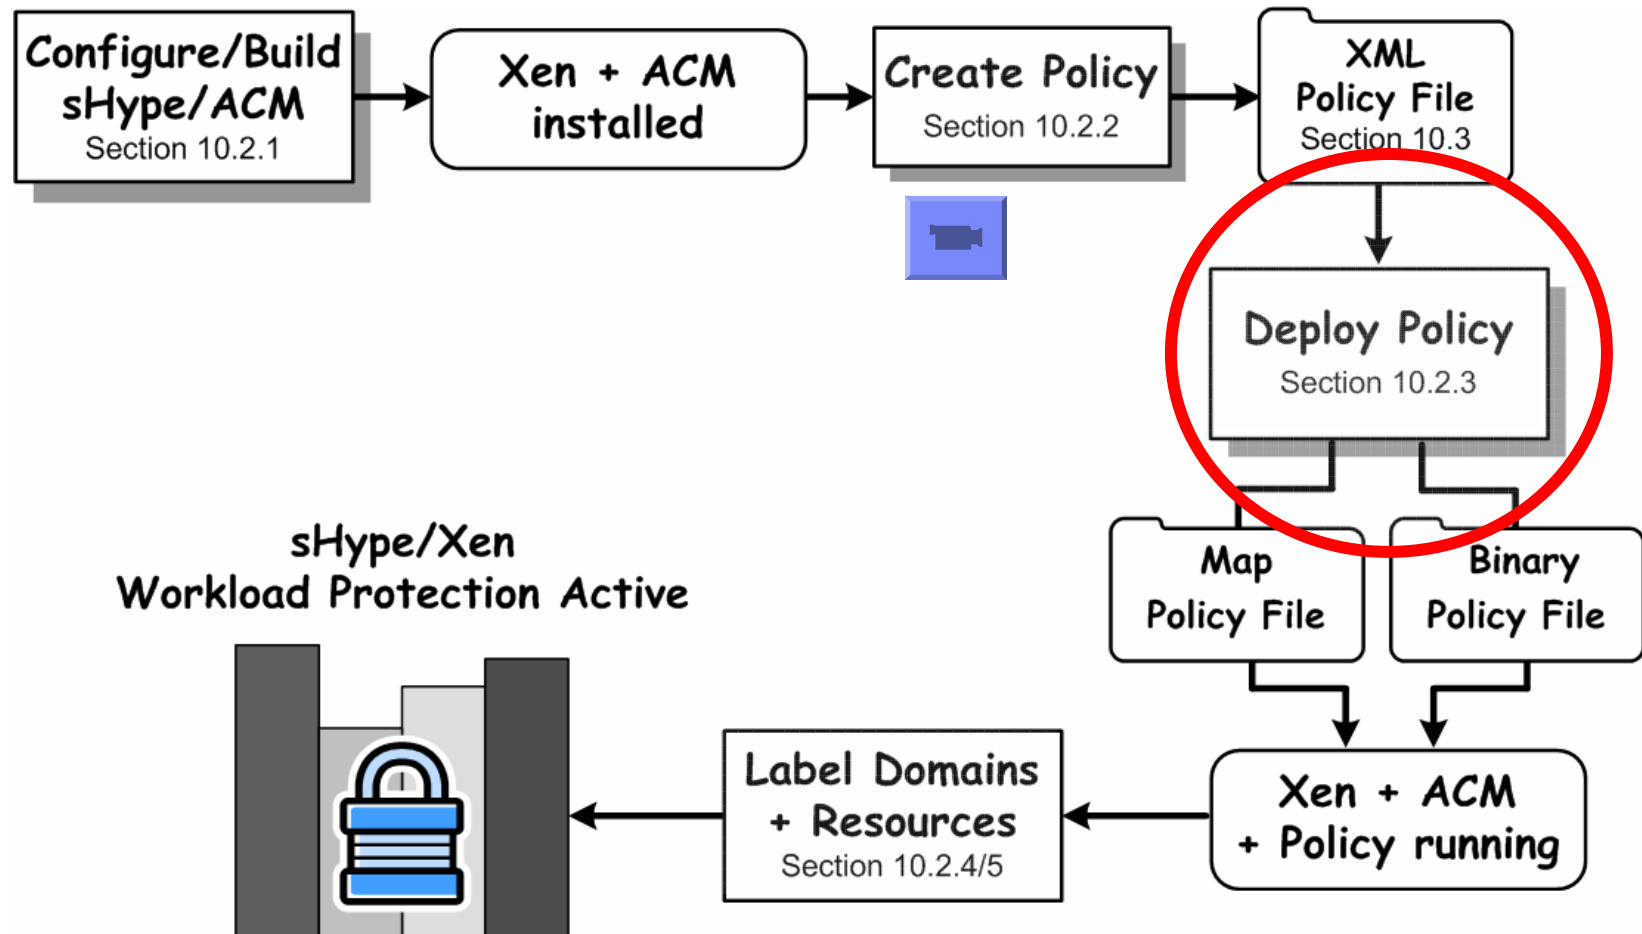 Configure/Build
sHype/ACM
Section 10.2.1
Xen + ACM
installed
Create Policy
Section 10.2.2
XML
Policy File
Section 10.3
Deploy Policy
Section 10.2.3
Map
Policy File
Binary
Policy File
Xen + ACM
+ Policy running
Label Domains
+ Resources
Section 10.2.4/5
sHype/Xen
Workload Protection Active